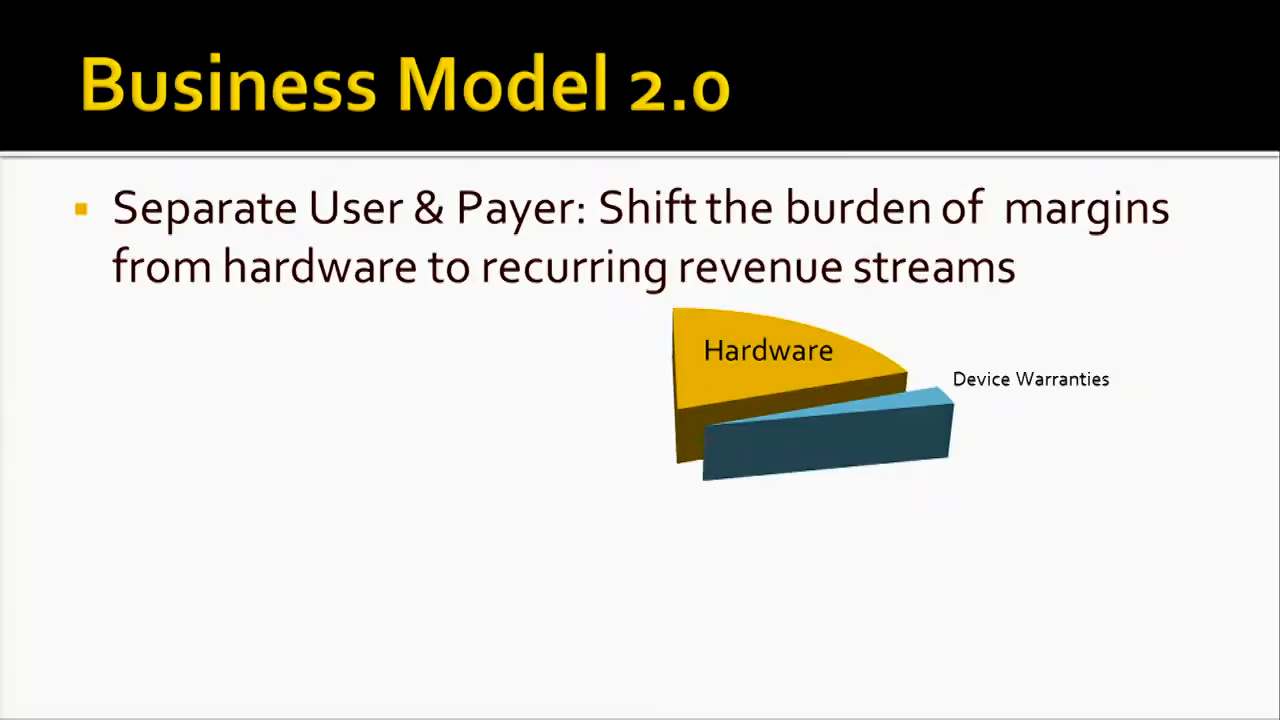 Business Model 2.0
▪ Separate User & Payer: Shift the burden of margins
from hardware to recurring revenue streams
Hardware
Device Warranties